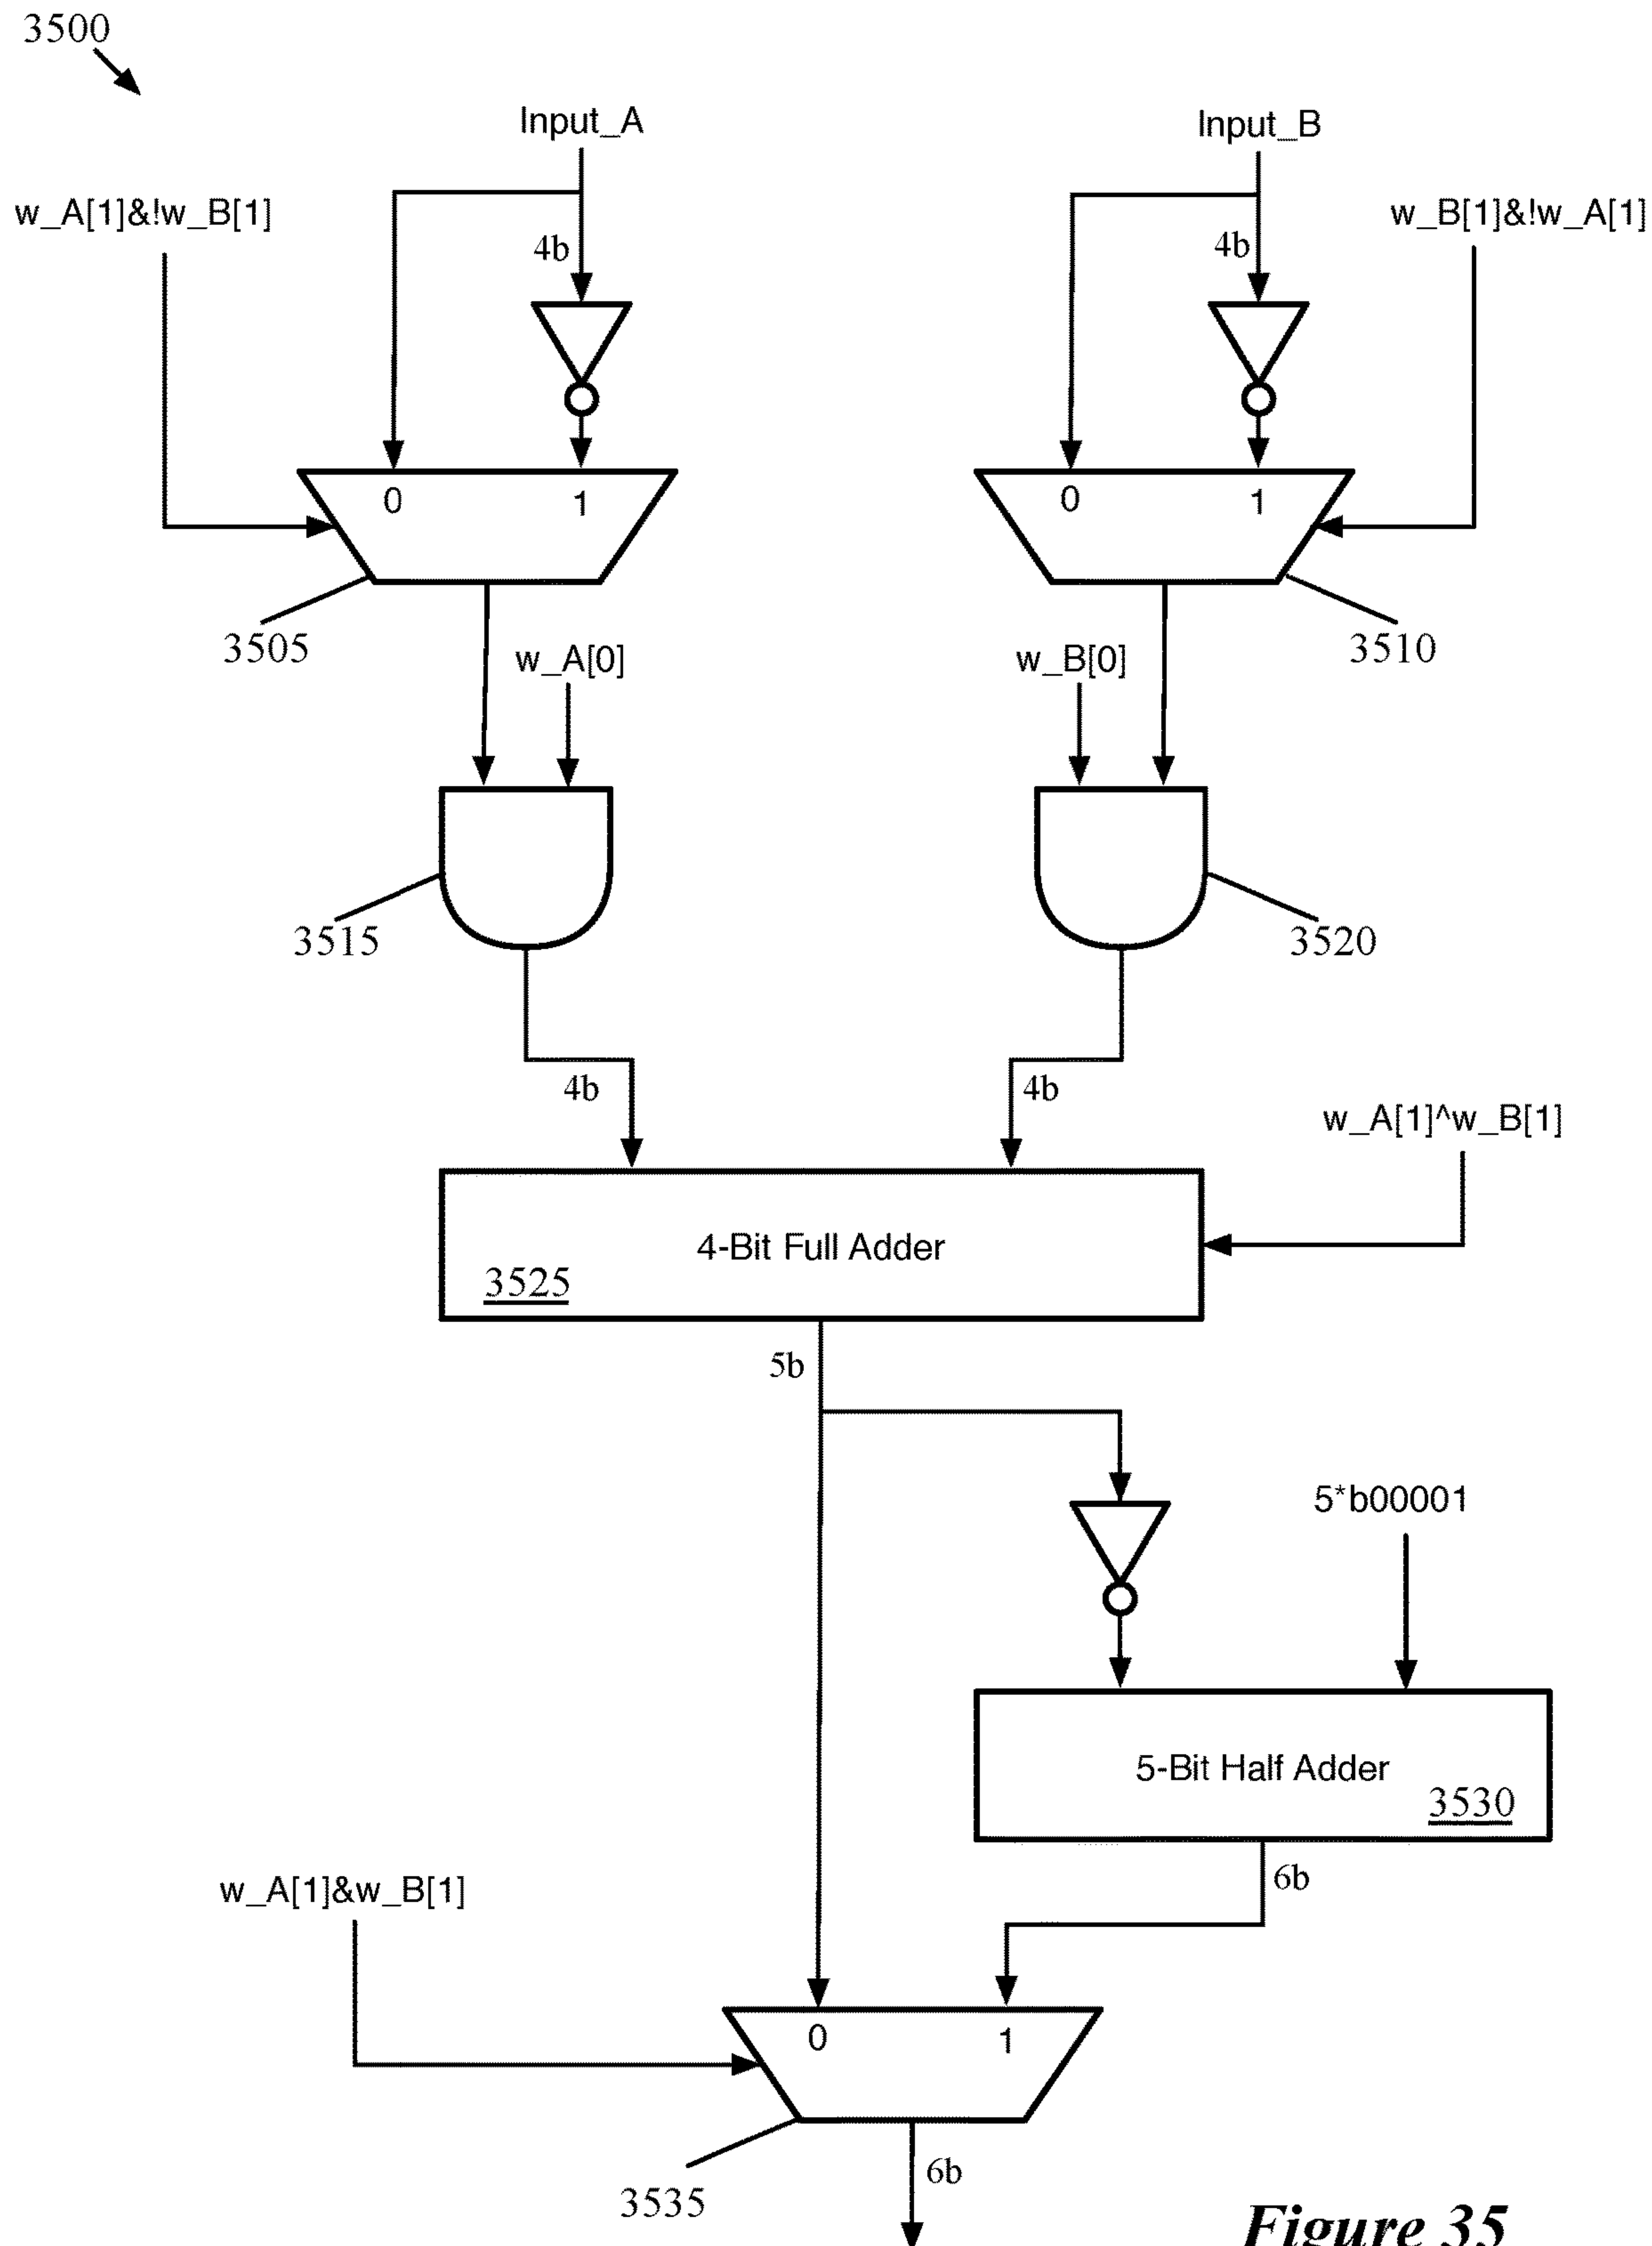 3500
Input_A
Input_B
w_A[1]&!w_B[1]
w_B[1]&!w_A[1]
4b
4b
0
1
0
1
3505
3510
w_A[0]
w_B[0]
3515
3520
4b
4b
w_A[1]^w_B[1]
4-Bit Full Adder
3525
5b
5*b00001
5-Bit Half Adder
3530
6b
w_A[1]&w_B[1]
0
1
3535
6b
Figure 35